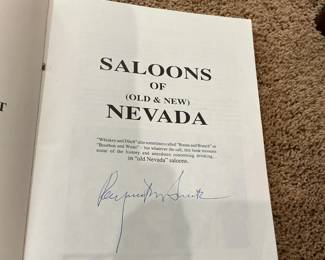 SALOONS
OF
(OLD & NEW)
NEVADA
"Whiskey and Ditch" also sometimes called "Booze and Branch" or
"Bourbon and Water" - but whatever the call, this book recounts
some of the history and anecdotes concerning drinking...
in "old Nevada" saloons.
T